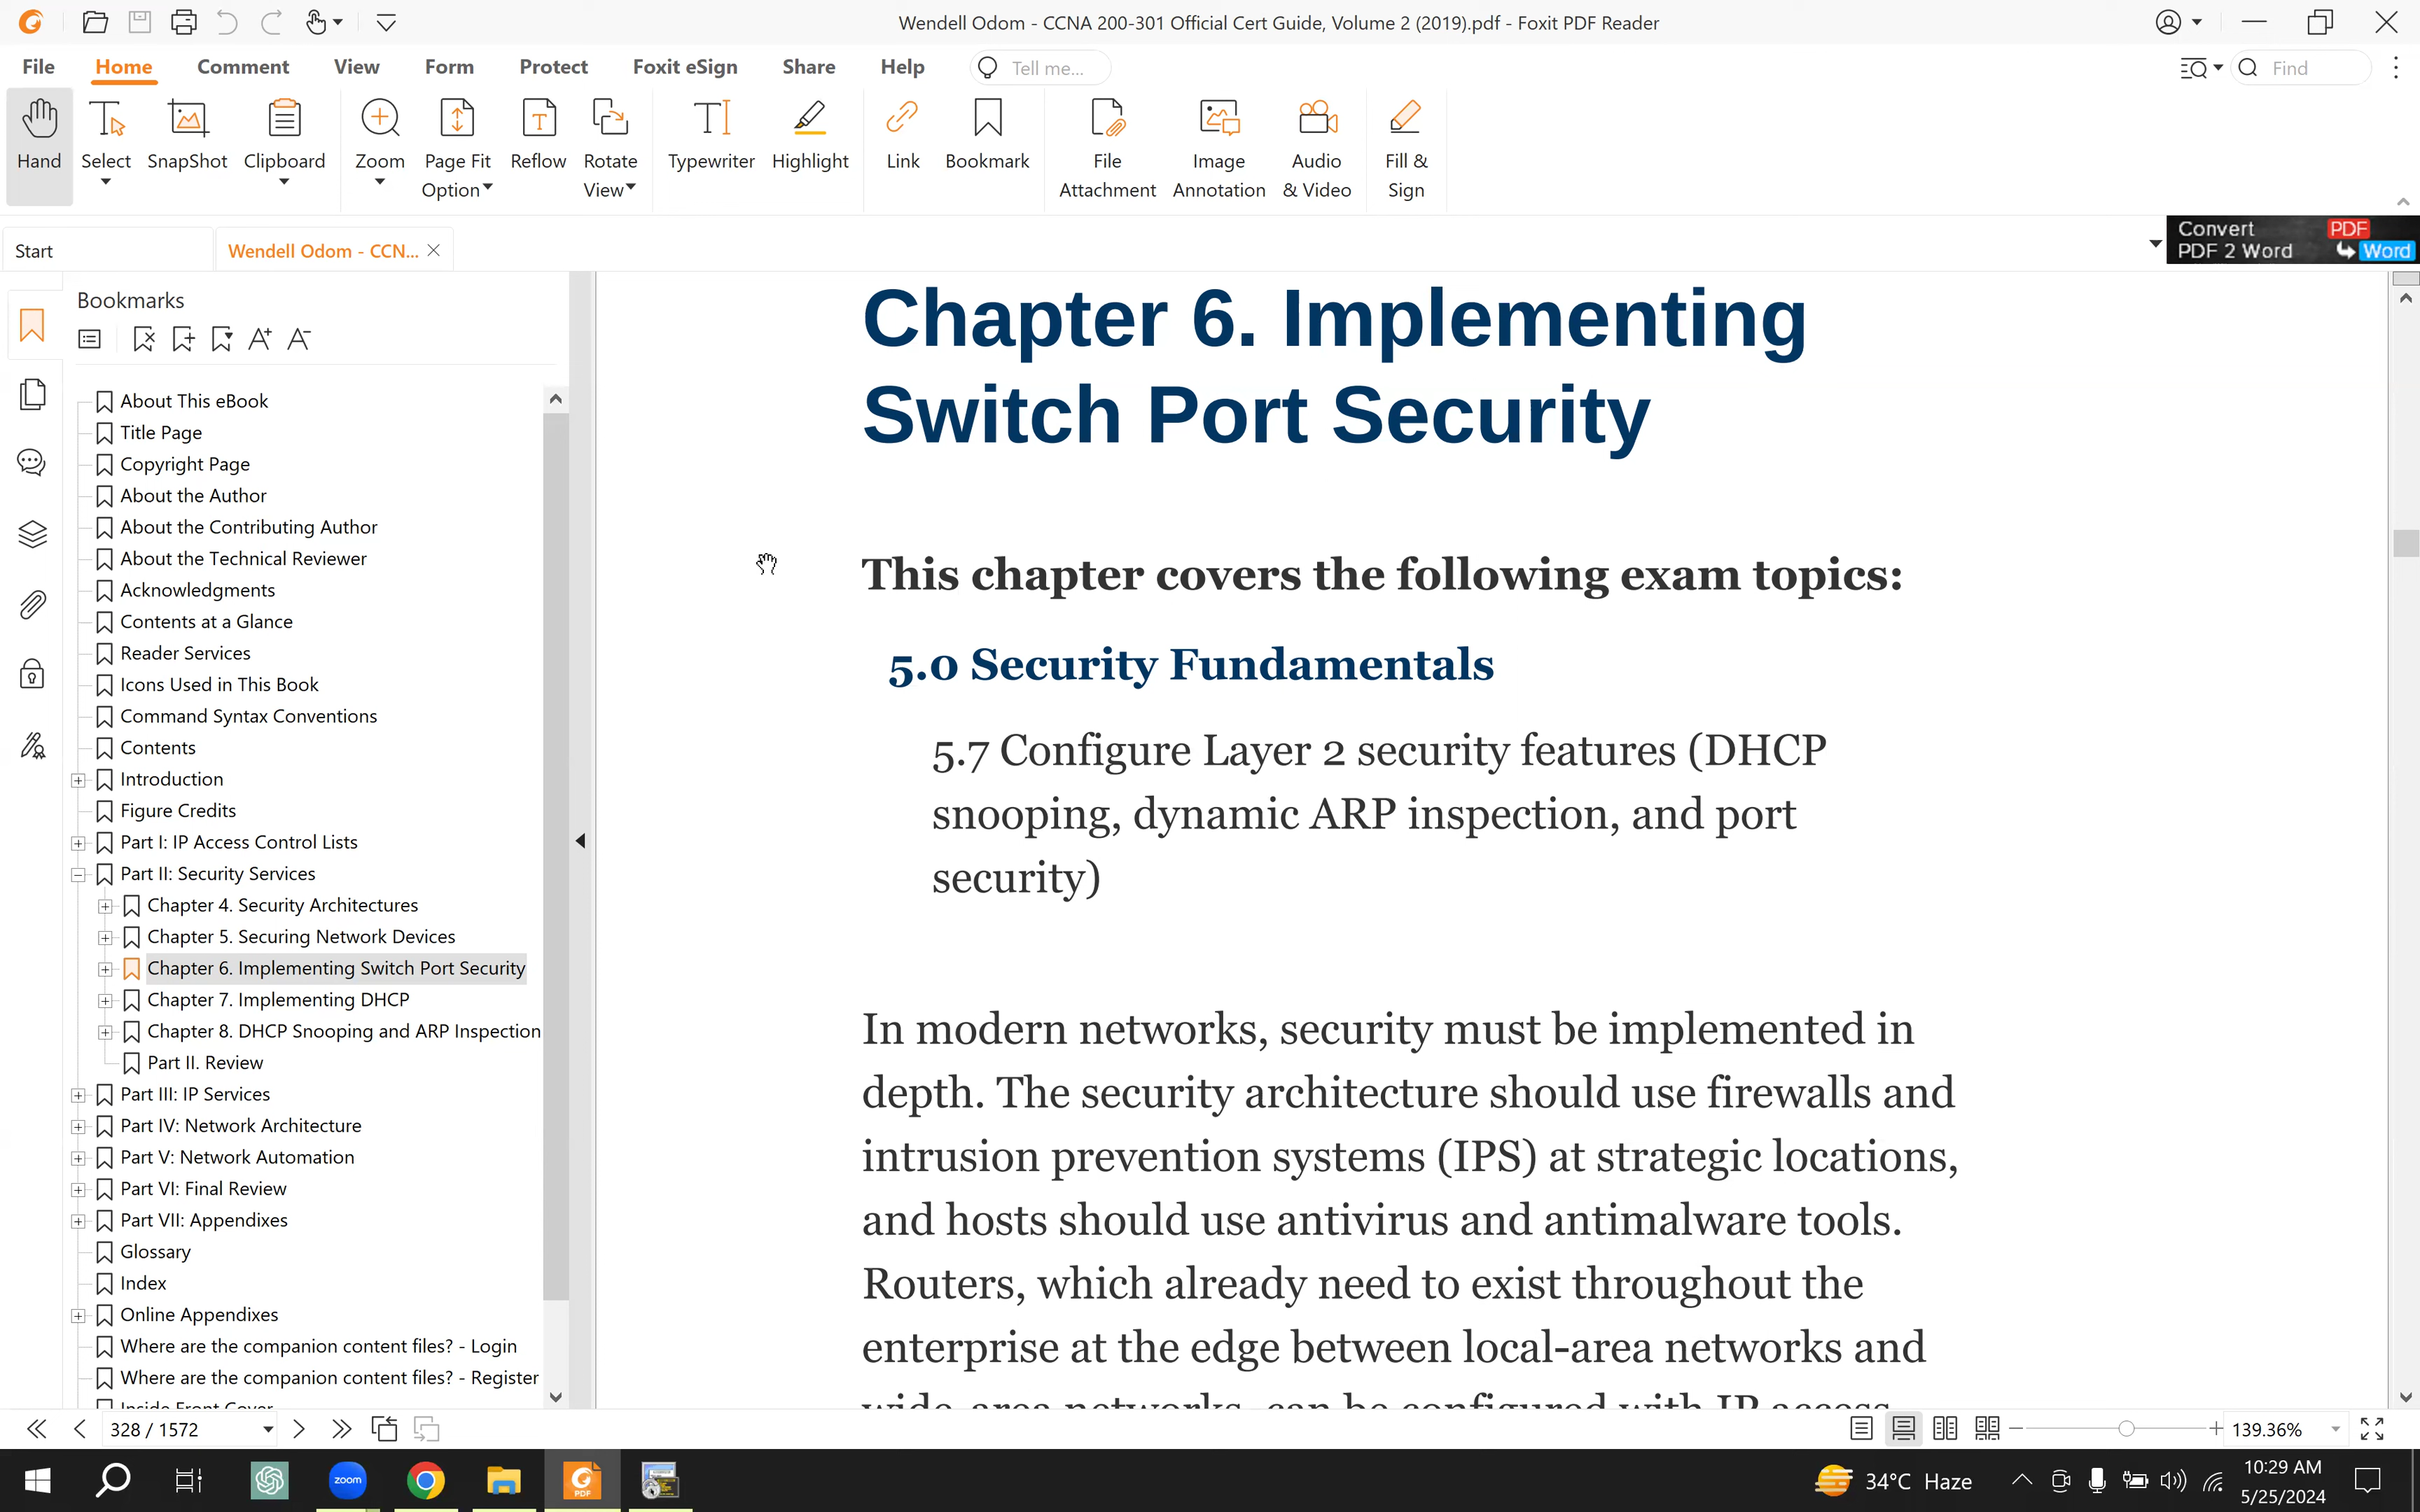 Wendell Odom - CCNA 200-301 Official Cert Guide, Volume 2 (2019).pdf - Foxit PDF Reader
File Home Comment View Form Protect Foxit eSign Share Help Tell me... Find
Hand Select SnapShot Clipboard Zoom Page Fit Option Reflow Rotate View Typewriter Highlight Link Bookmark File Attachment Image Annotation Audio & Video Fill & Sign
Start Wendell Odom - CCN...
Convert PDF
PDF 2 Word Word
Bookmarks
About This eBook
Title Page
Copyright Page
About the Author
About the Contributing Author
About the Technical Reviewer
Acknowledgments
Contents at a Glance
Reader Services
Icons Used in This Book
Command Syntax Conventions
Contents
Introduction
Figure Credits
Part I: IP Access Control Lists
Part II: Security Services
Chapter 4. Security Architectures
Chapter 5. Securing Network Devices
Chapter 6. Implementing Switch Port Security
Chapter 7. Implementing DHCP
Chapter 8. DHCP Snooping and ARP Inspection
Part II. Review
Part III: IP Services
Part IV: Network Architecture
Part V: Network Automation
Part VI: Final Review
Part VII: Appendixes
Glossary
Index
Online Appendixes
Where are the companion content files? - Login
Where are the companion content files? - Register
Chapter 6. Implementing
Switch Port Security
This chapter covers the following exam topics:
5.0 Security Fundamentals
5.7 Configure Layer 2 security features (DHCP
snooping, dynamic ARP inspection, and port
security)
In modern networks, security must be implemented in
depth. The security architecture should use firewalls and
intrusion prevention systems (IPS) at strategic locations,
and hosts should use antivirus and antimalware tools.
Routers, which already need to exist throughout the
enterprise at the edge between local-area networks and
328 / 1572
139.36%
zoom
PDF
34°C Haze
10:29 AM
5/25/2024